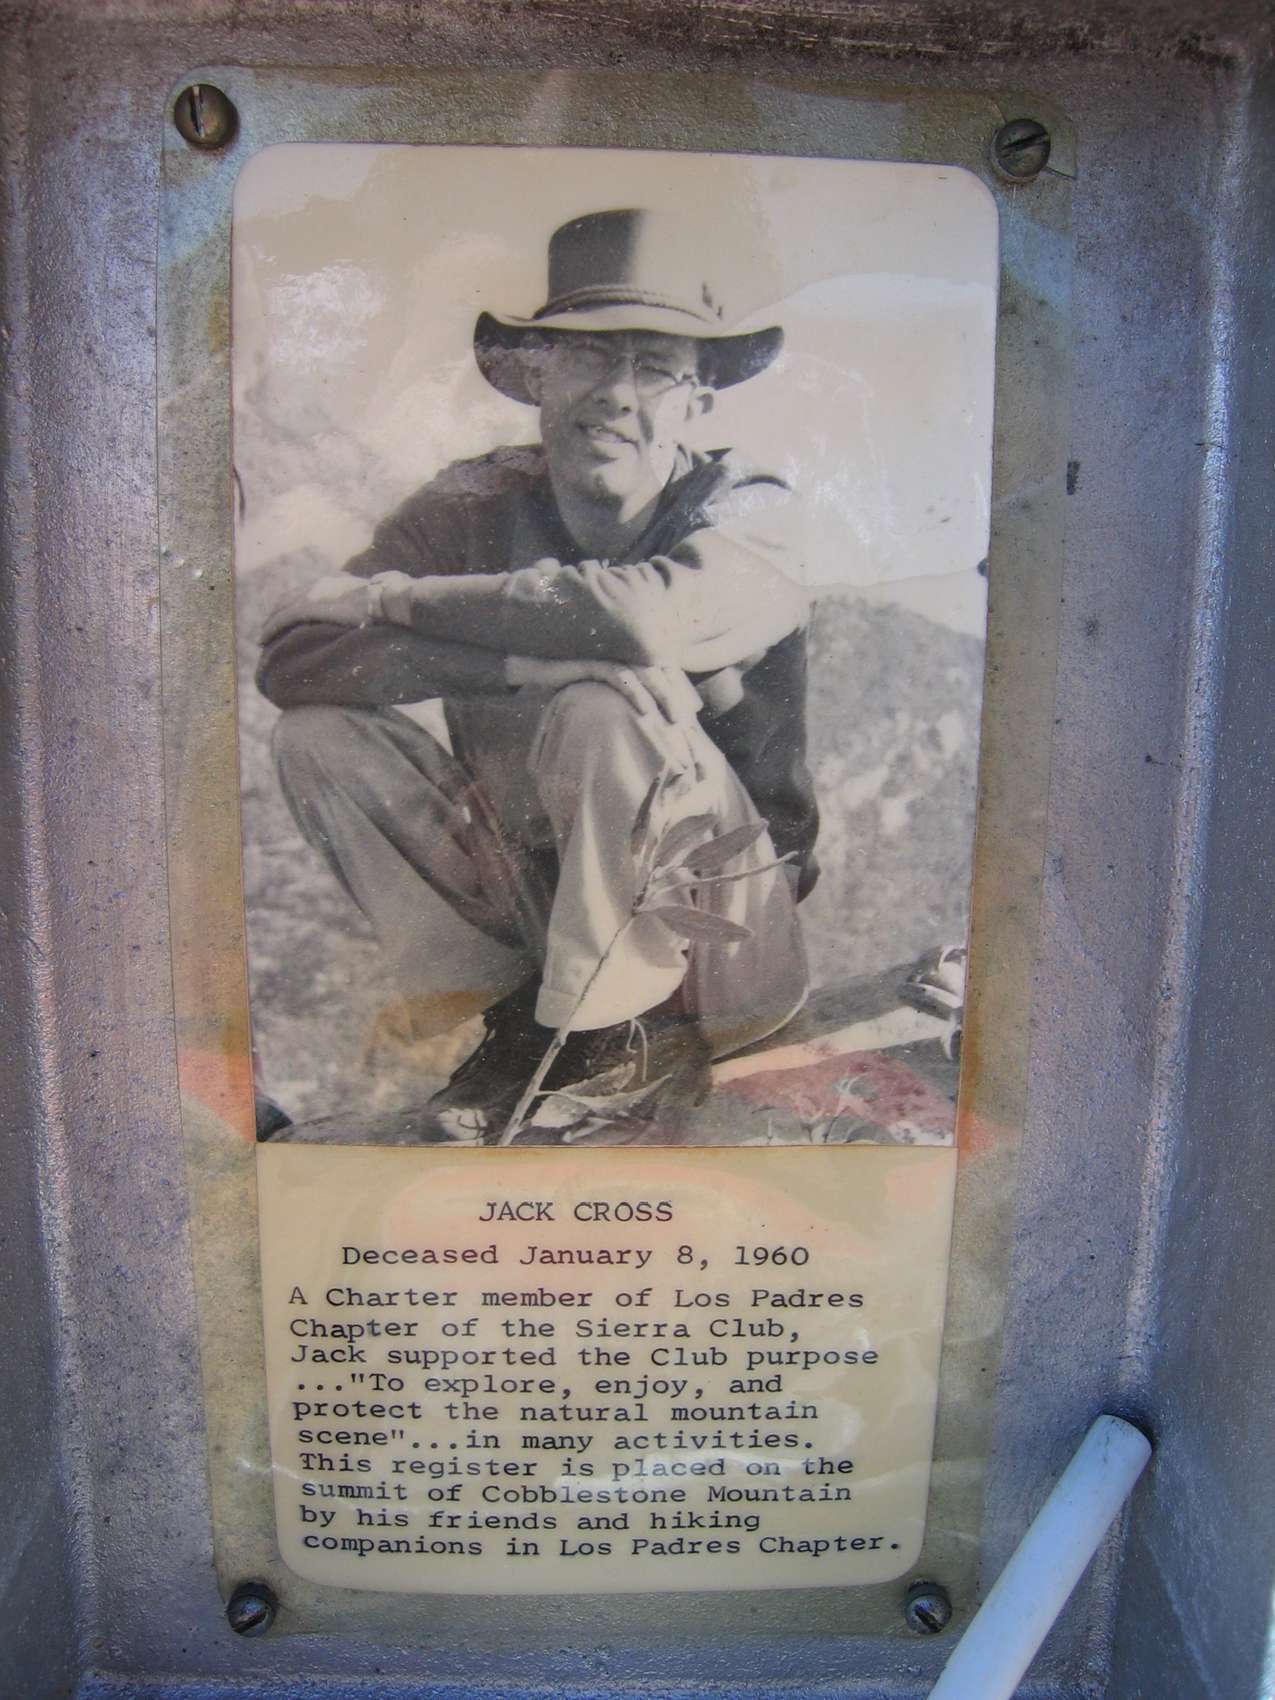 JACK CROSS
Deceased January 8, 1960
A Charter member of Los Padres
Chapter of the Sierra Club,
Jack supported the Club purpose
..."To explore, enjoy, and
protect the natural mountain
scene"...in many activities.
This register is placed on the
summit of Cobblestone Mountain
by his friends and hiking
companions in Los Padres Chapter.